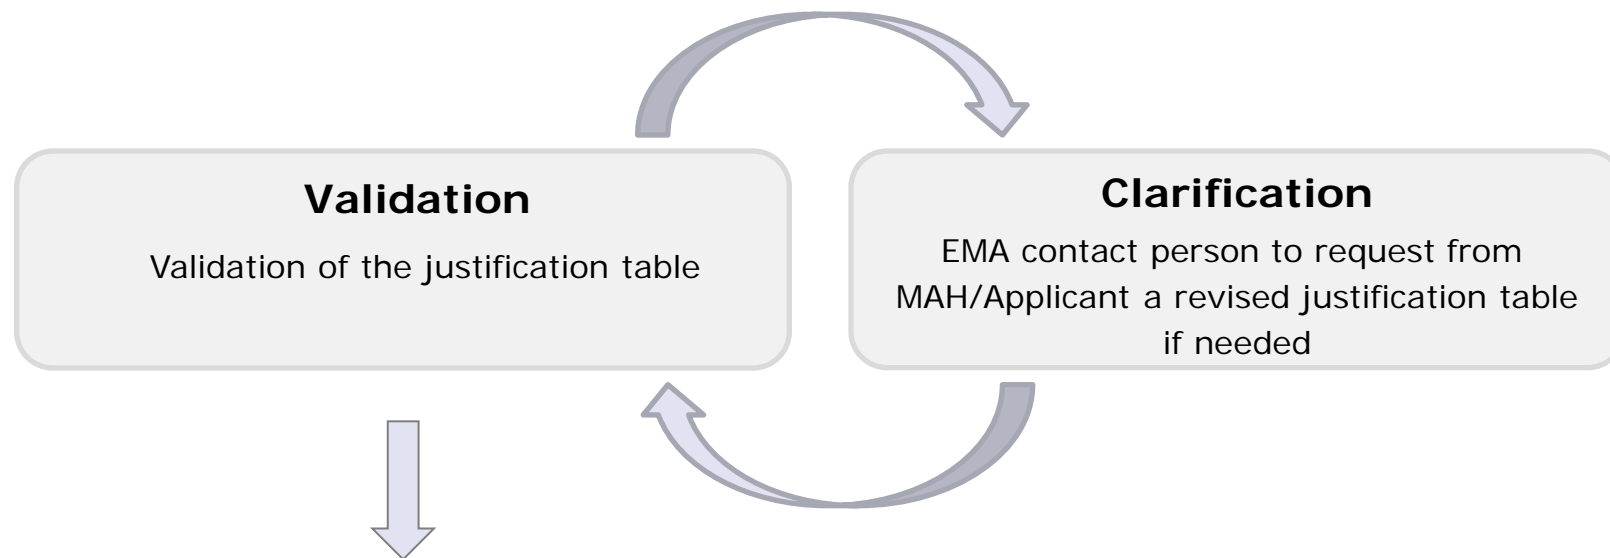 Validation
Validation of the justification table
Clarification
EMA contact person to request from
MAH/Applicant a revised justification table
if needed